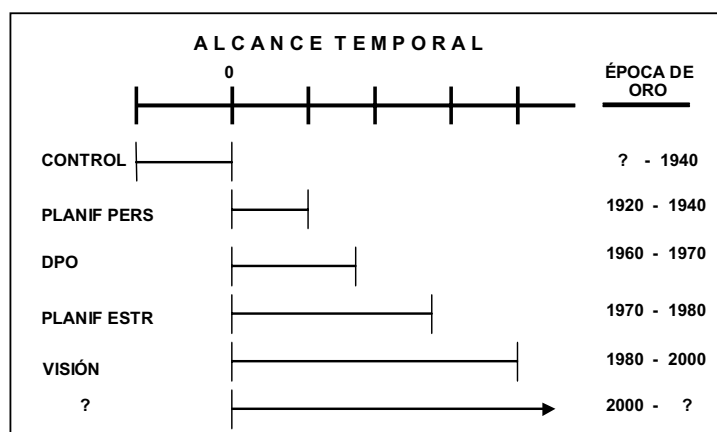 ALCANCE TEMPORAL
0
ÉPOCA DE
ORO
CONTROL ? - 1940
PLANIF PERS 1920 - 1940
DPO 1960 - 1970
PLANIF ESTR 1970 - 1980
VISIÓN 1980 - 2000
? 2000 - ?